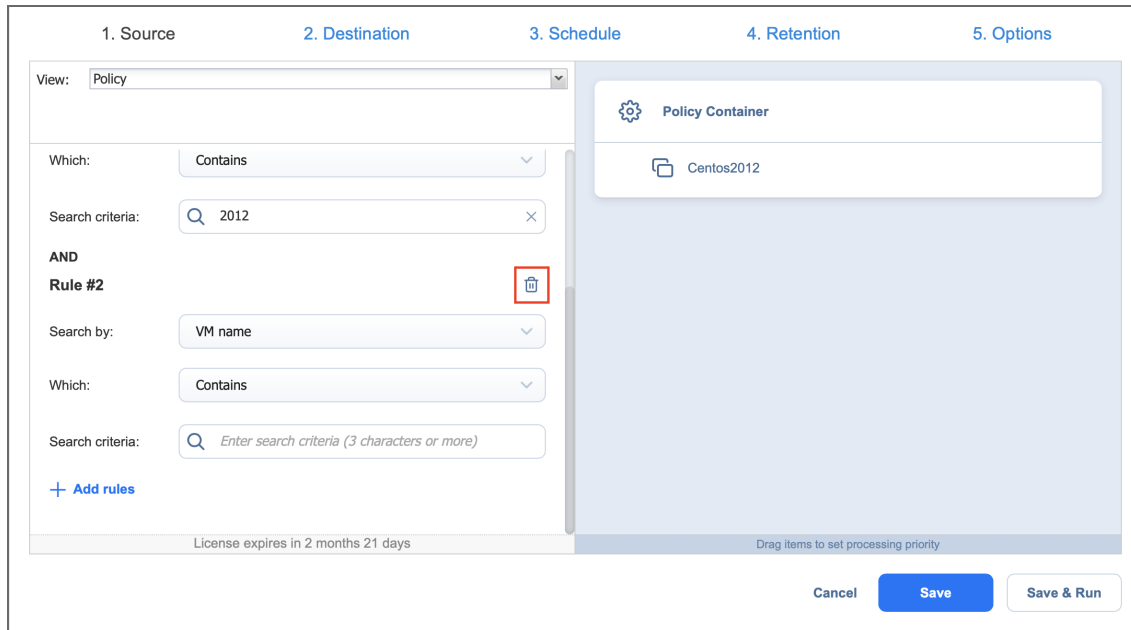 1. Source 2. Destination 3. Schedule 4. Retention 5. Options
View: Policy
Policy Container
Which: Contains
Centos2012
Search criteria: 2012
AND
Rule #2
Search by: VM name
Which: Contains
Search criteria: Enter search criteria (3 characters or more)
+ Add rules
License expires in 2 months 21 days
Drag items to set processing priority
Cancel Save Save & Run